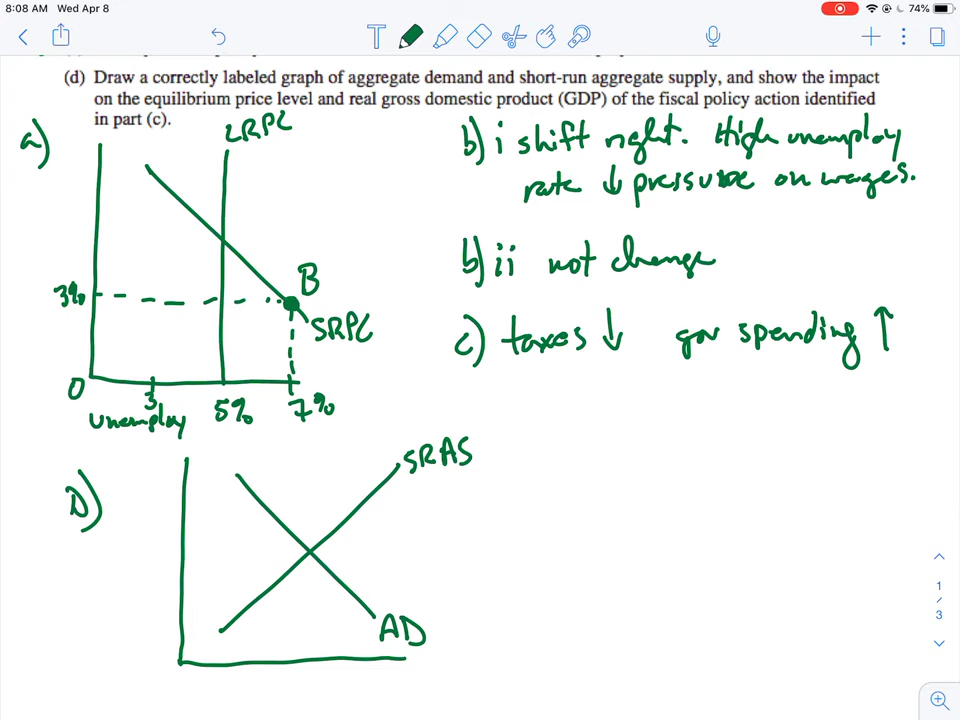 8:08 AM Wed Apr 8
74%
(d) Draw a correctly labeled graph of aggregate demand and short-run aggregate supply, and show the impact
on the equilibrium price level and real gross domestic product (GDP) of the fiscal policy action identified
in part (c).
a)
LRPC
3%
B
SRPC
0
3
5%
7%
unemploy
b) i shift right. High unemploy
rate ↓ pressure on wages.
b) ii not change
c) taxes ↓ gov spending ↑
D)
SRAS
AD
1
/
3